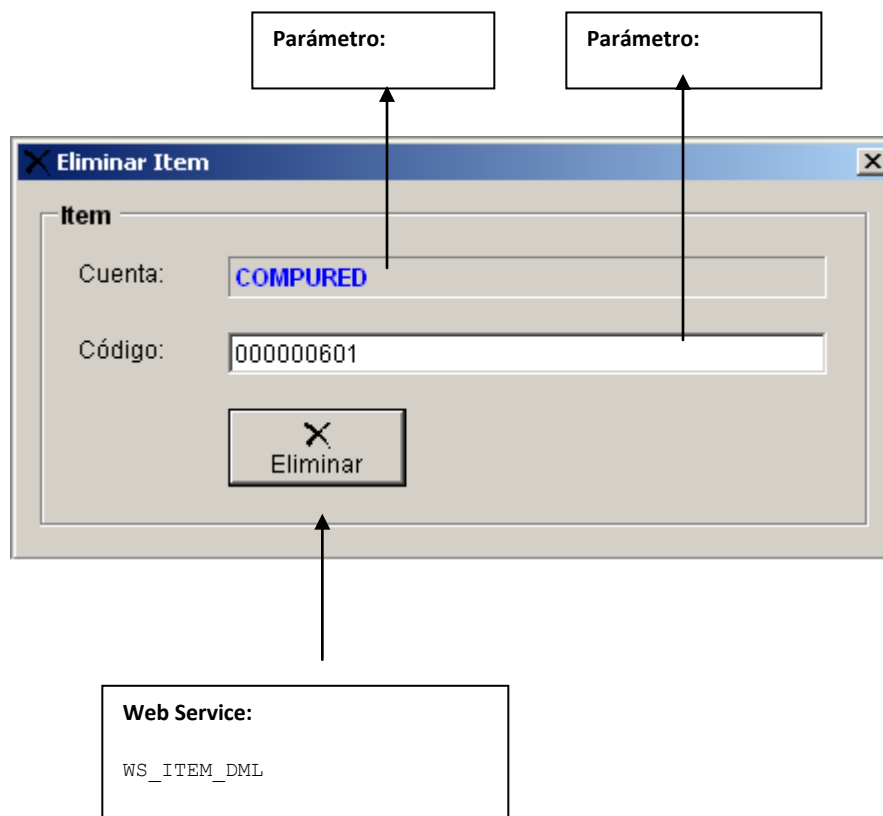 Parámetro: Parámetro:
Eliminar Item
Item
Cuenta: COMPURED
Código: 000000601
Eliminar
Web Service:
WS_ITEM_DML